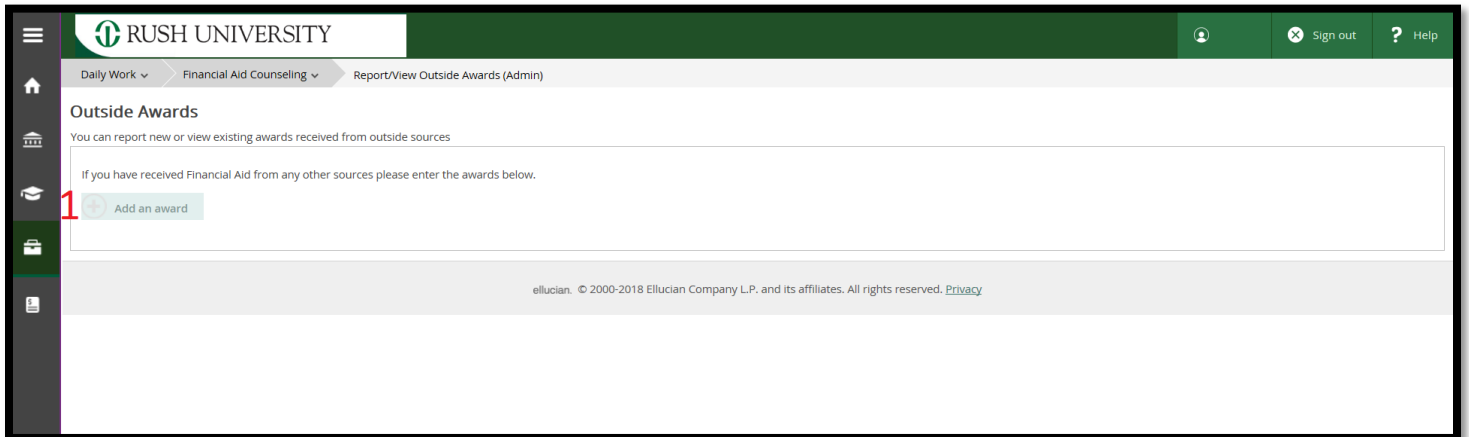 RUSH UNIVERSITY
Sign out
? Help
Daily Work
Financial Aid Counseling
Report/View Outside Awards (Admin)
Outside Awards
You can report new or view existing awards received from outside sources
If you have received Financial Aid from any other sources please enter the awards below.
1
Add an award
ellucian. © 2000-2018 Ellucian Company L.P. and its affiliates. All rights reserved. Privacy